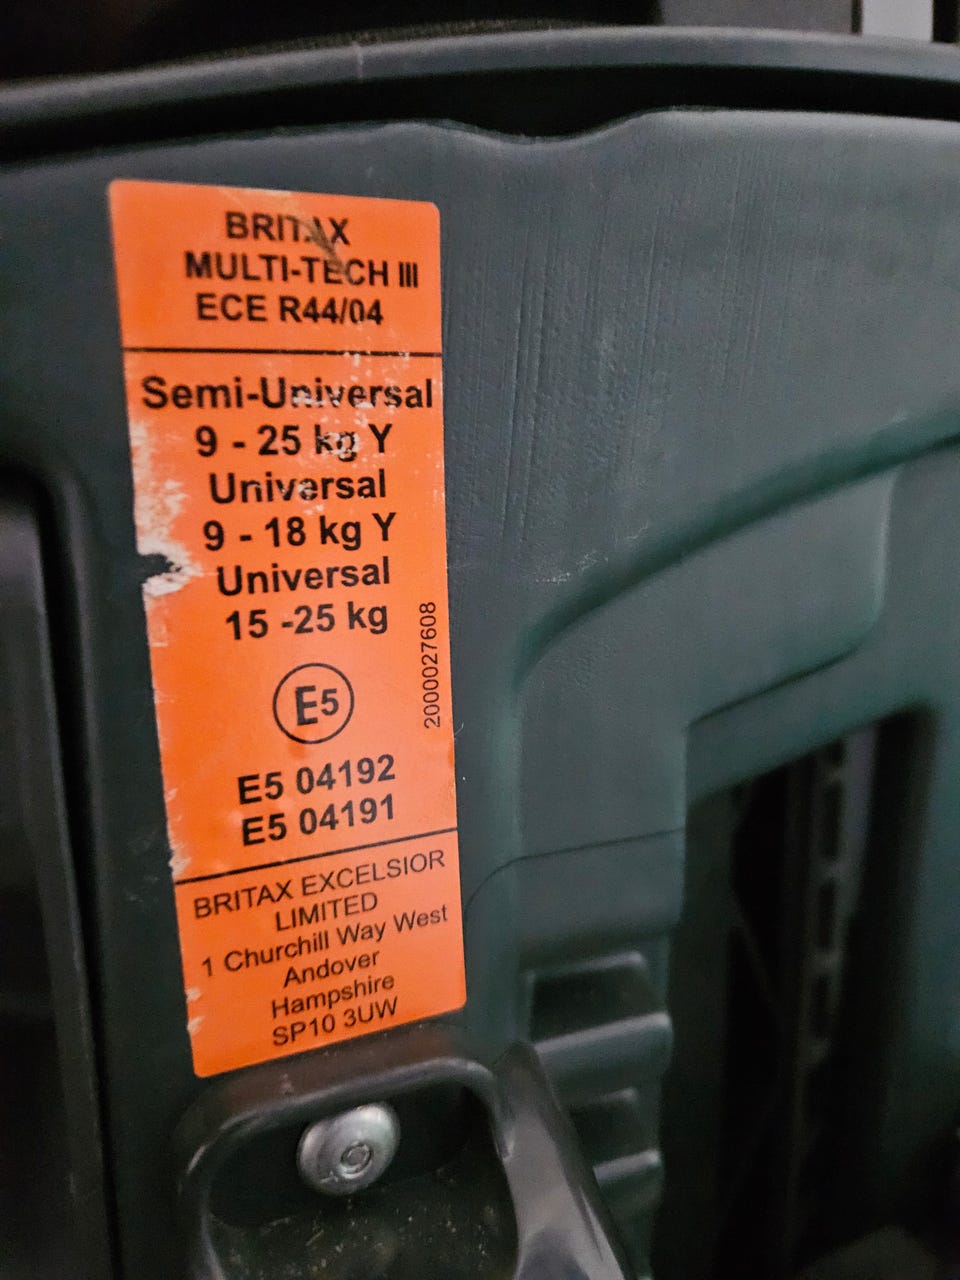 BRITAX
MULTI-TECH III
ECE R44/04
Semi-Universal
9 - 25 kg Y
Universal
9 - 18 kg Y
Universal
15 -25 kg
2000027608
E5
E5 04192
E5 04191
BRITAX EXCELSIOR
LIMITED
1 Churchill Way West
Andover
Hampshire
SP10 3UW